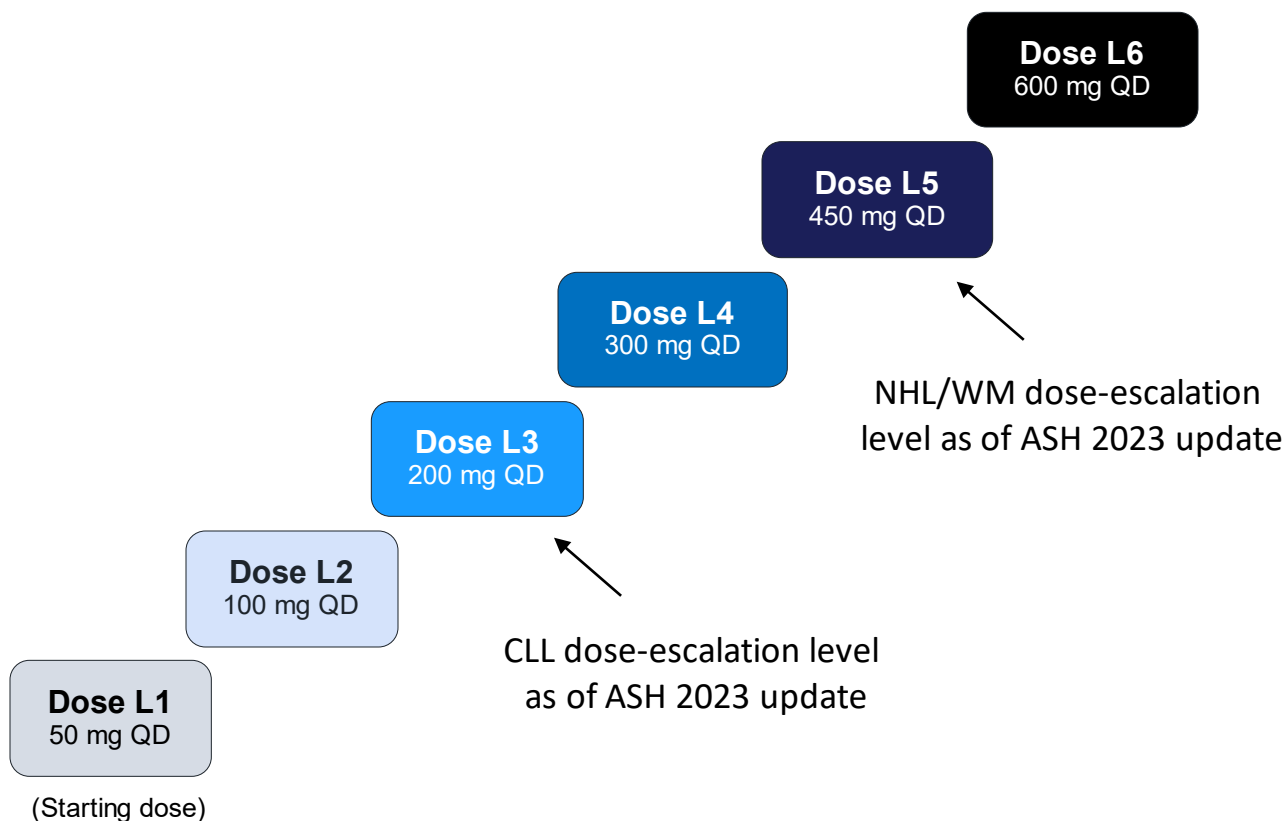 Dose L6
600 mg QD
Dose L5
450 mg QD
Dose L4
300 mg QD
NHL/WM dose-escalation
level as of ASH 2023 update
Dose L3
200 mg QD
Dose L2
100 mg QD
CLL dose-escalation level
as of ASH 2023 update
Dose L1
50 mg QD
(Starting dose)